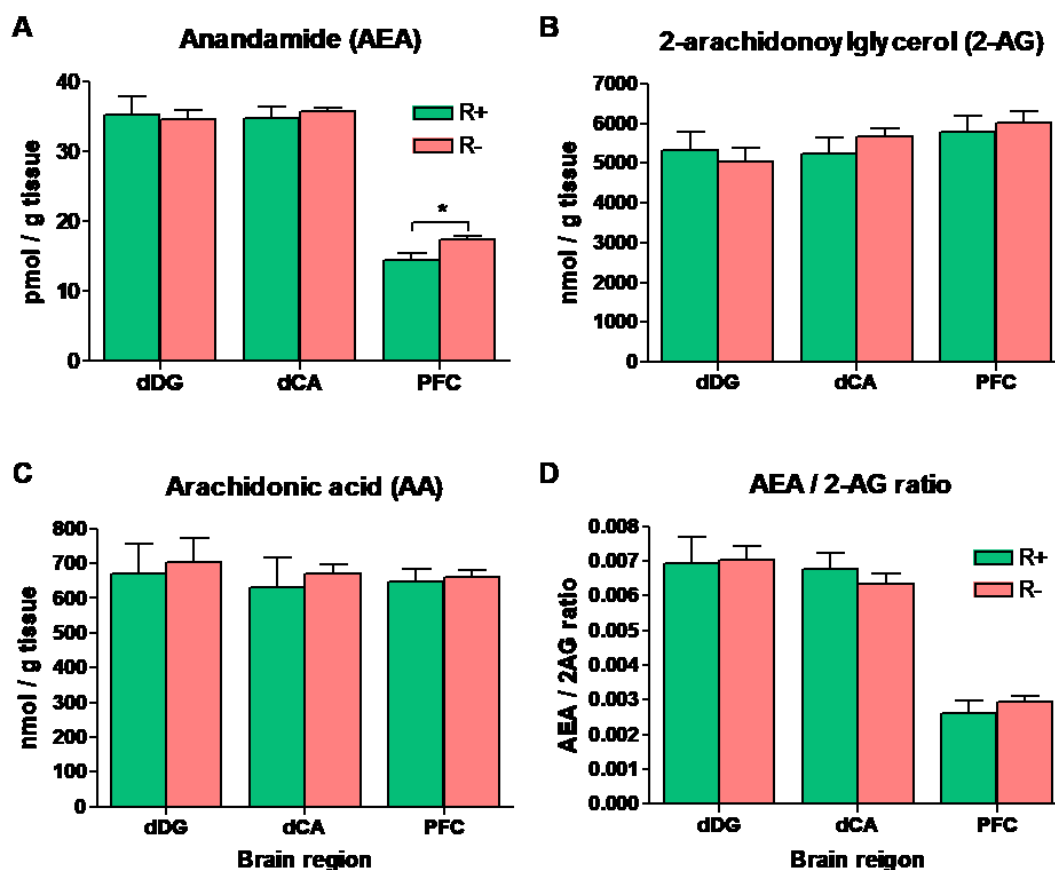 A
Anandamide (AEA)
40
30
20
10
0
pmol / g tissue
R+
R-
*
dDG dCA PFC
B
2-arachidonoylglycerol (2-AG)
7000
6000
5000
4000
3000
2000
1000
0
nmol / g tissue
dDG dCA PFC
C
Arachidonic acid (AA)
800
700
600
500
400
300
200
100
0
nmol / g tissue
dDG dCA PFC
Brain region
D
AEA / 2-AG ratio
0.008
0.007
0.006
0.005
0.004
0.003
0.002
0.001
0.000
AEA / 2AG ratio
R+
R-
dDG dCA PFC
Brain reigon